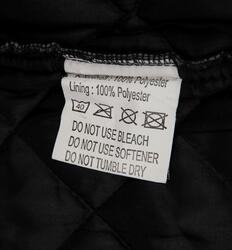 100% Polyester
Lining : 100% Polyester
40
DO NOT USE BLEACH
DO NOT USE SOFTENER
DO NOT TUMBLE DRY